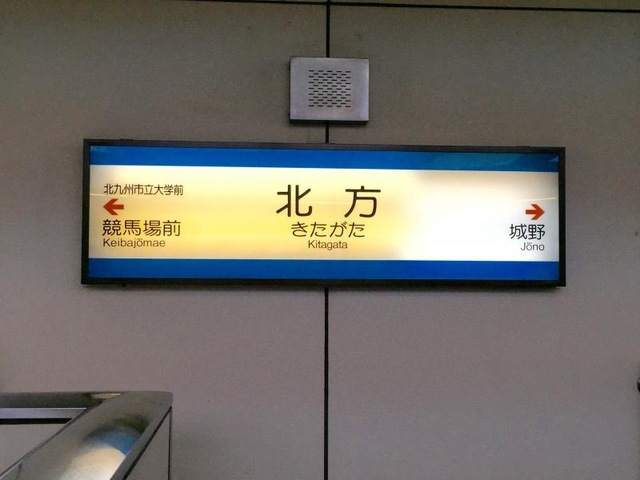 北九州市立大学前
競馬場前
Keibajōmae
北方
きたがた
Kitagata
城野
Jōno